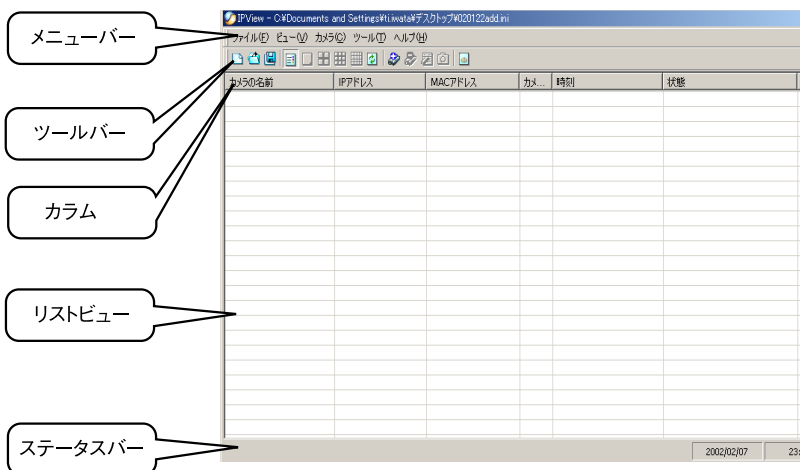 メニューバー
ツールバー
カラム
リストビュー
ステータスバー
IPView - C:¥Documents and Settings¥ti.iwata¥デスクトップ¥020122add.ini
ファイル(F) ビュー(V) カメラ(C) ツール(T) ヘルプ(H)
カメラの名前 IPアドレス MACアドレス カメ... 時刻 状態
2002/02/07 23: